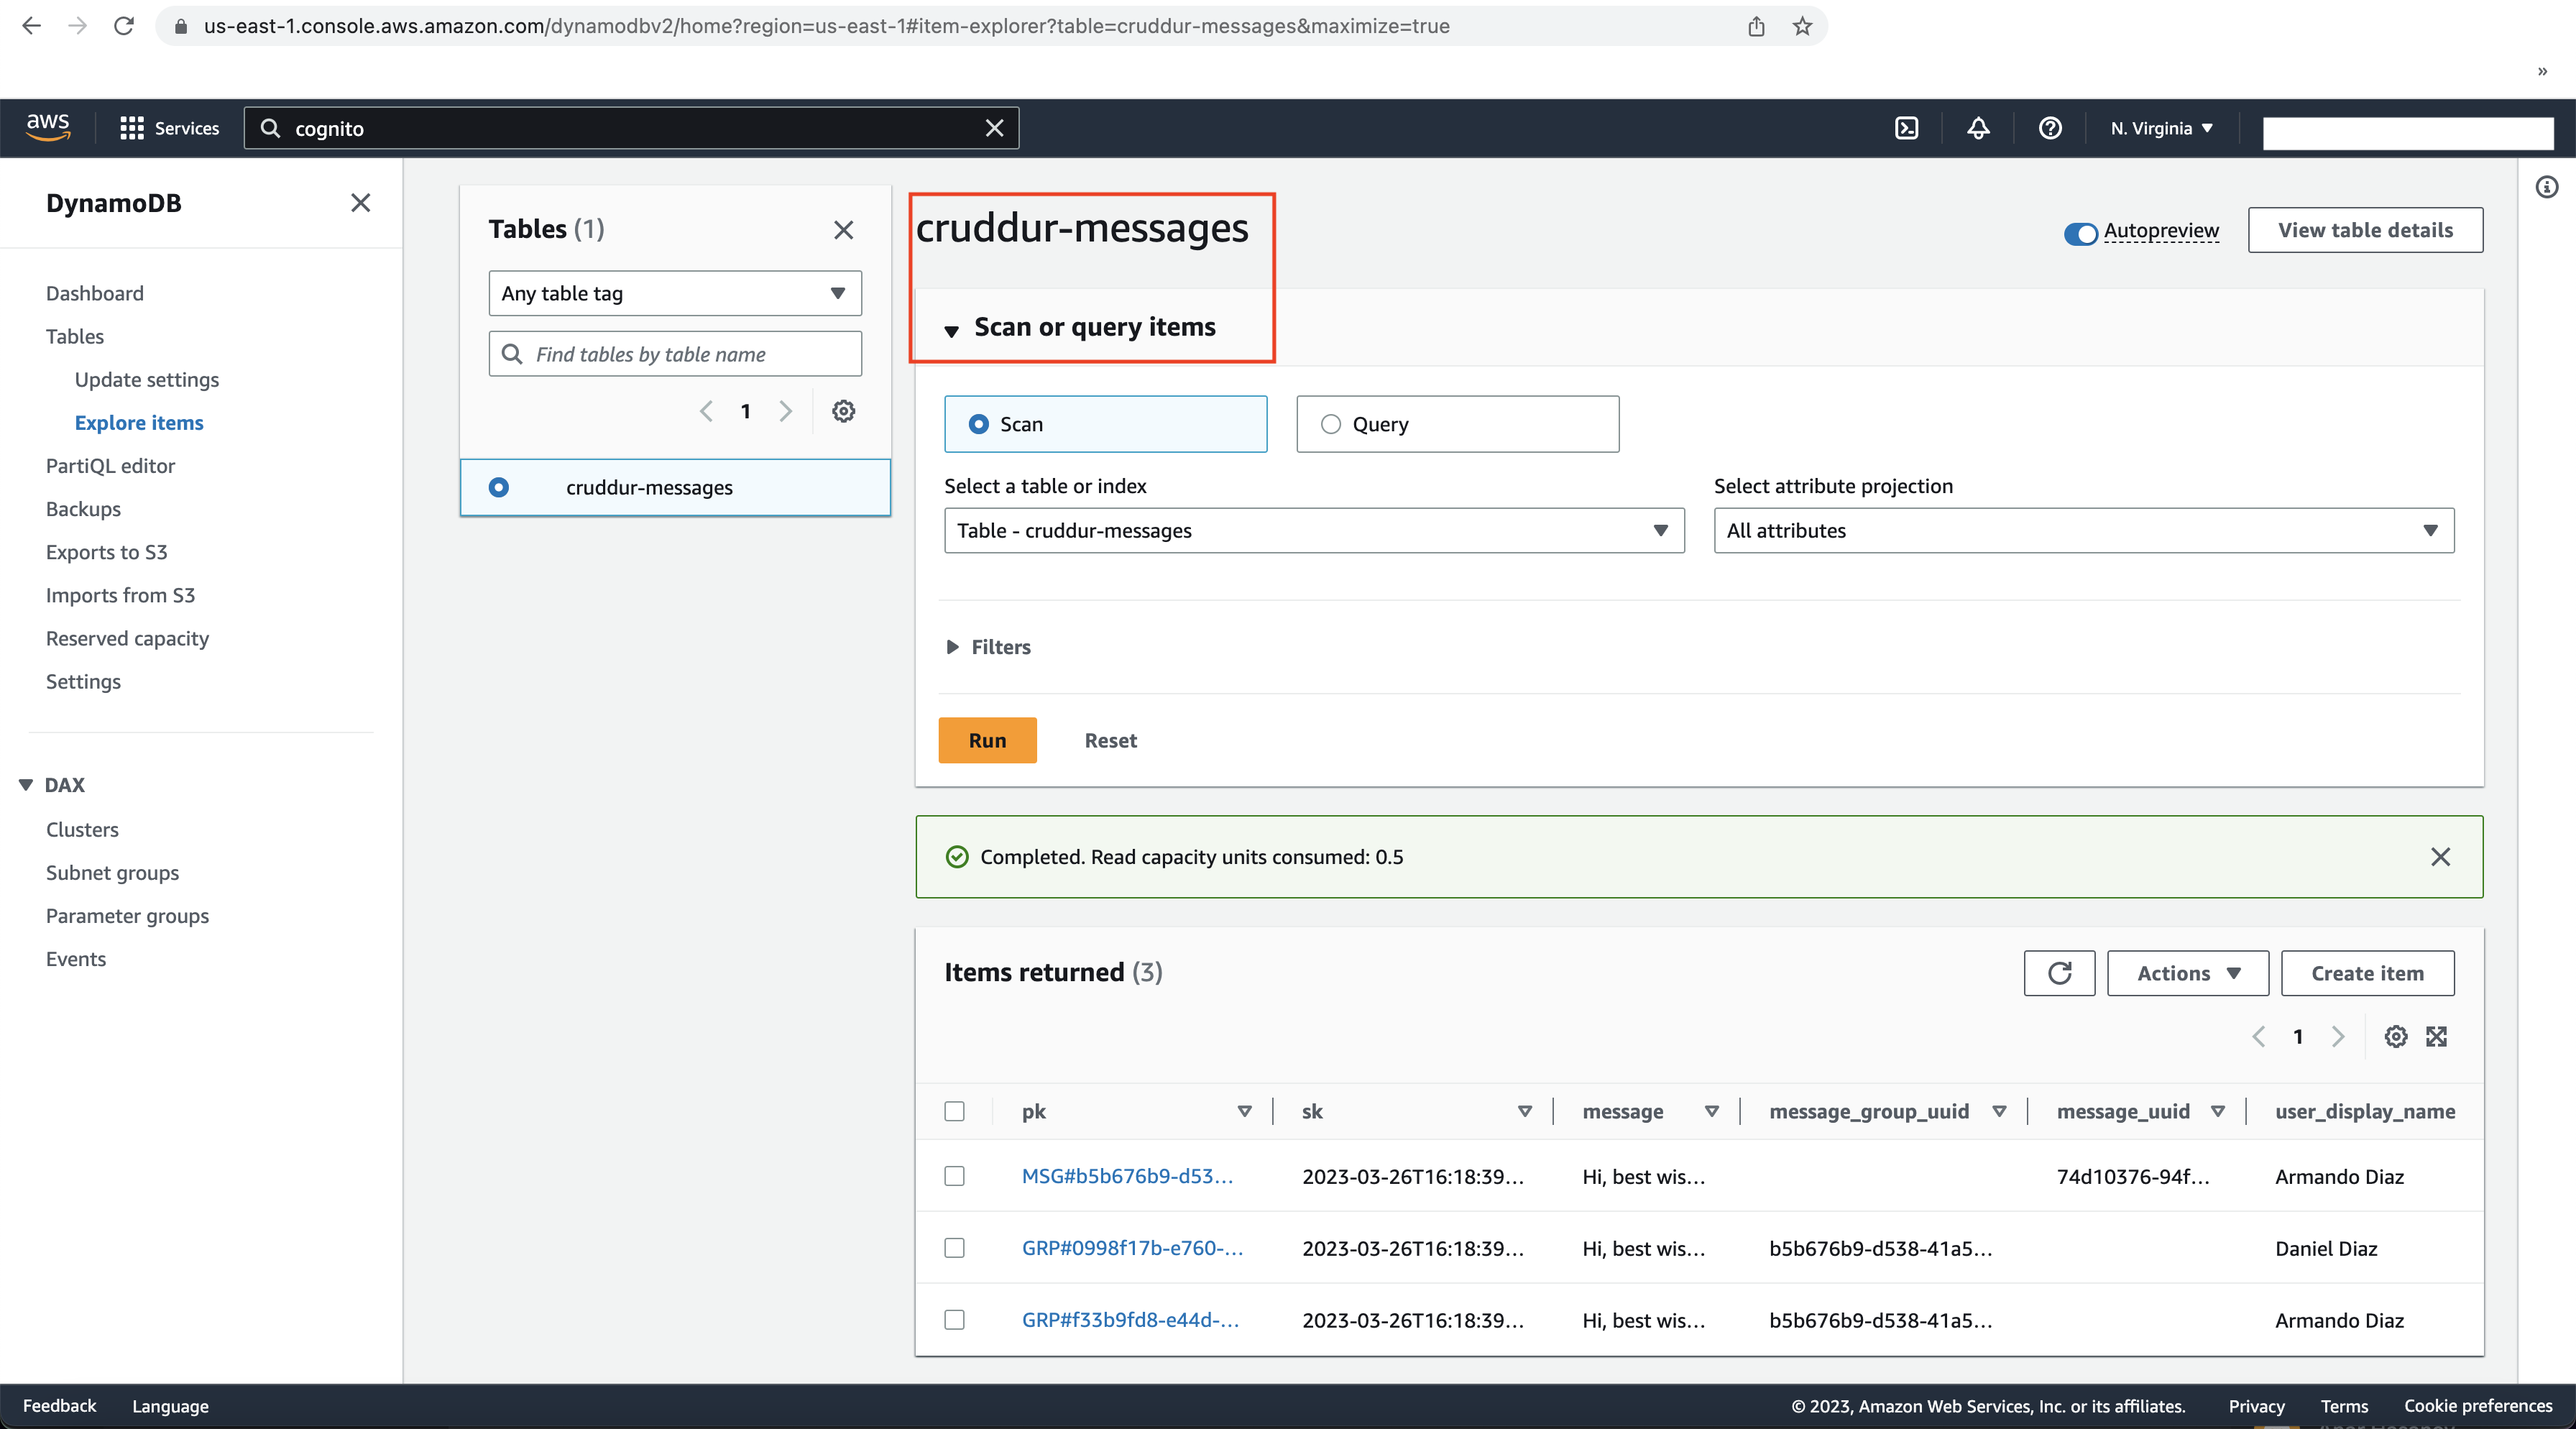 us-east-1.console.aws.amazon.com/dynamodbv2/home?region=us-east-1#item-explorer?table=cruddur-messages&maximize=true
»
aws
Services
cognito
N. Virginia
DynamoDB
Dashboard
Tables
Update settings
Explore items
PartiQL editor
Backups
Exports to S3
Imports from S3
Reserved capacity
Settings
DAX
Clusters
Subnet groups
Parameter groups
Events
Tables (1)
Any table tag
Find tables by table name
1
cruddur-messages
cruddur-messages
Autopreview
View table details
Scan or query items
Scan
Query
Select a table or index
Select attribute projection
Table - cruddur-messages
All attributes
Filters
Run
Reset
Completed. Read capacity units consumed: 0.5
Items returned (3)
Actions
Create item
1
pk sk message message_group_uuid message_uuid user_display_name
MSG#b5b676b9-d53... 2023-03-26T16:18:39... Hi, best wis... 74d10376-94f... Armando Diaz
GRP#0998f17b-e760-... 2023-03-26T16:18:39... Hi, best wis... b5b676b9-d538-41a5... Daniel Diaz
GRP#f33b9fd8-e44d-... 2023-03-26T16:18:39... Hi, best wis... b5b676b9-d538-41a5... Armando Diaz
Feedback
Language
© 2023, Amazon Web Services, Inc. or its affiliates.
Privacy
Terms
Cookie preferences